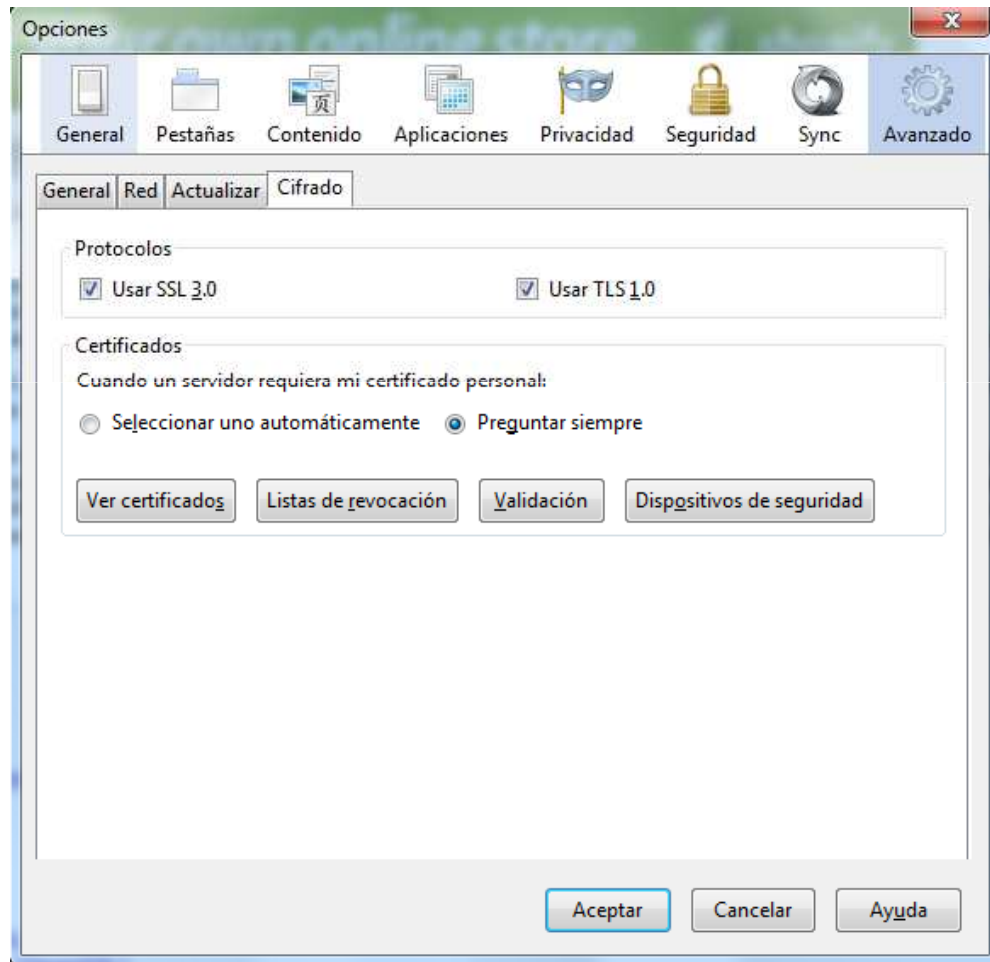 Opciones
General Pestañas Contenido Aplicaciones Privacidad Seguridad Sync Avanzado
页
General Red Actualizar Cifrado
Protocolos
Usar SSL 3.0 Usar TLS 1.0
Certificados
Cuando un servidor requiera mi certificado personal:
Seleccionar uno automáticamente Preguntar siempre
Ver certificados Listas de revocación Validación Dispositivos de seguridad
Aceptar Cancelar Ayuda